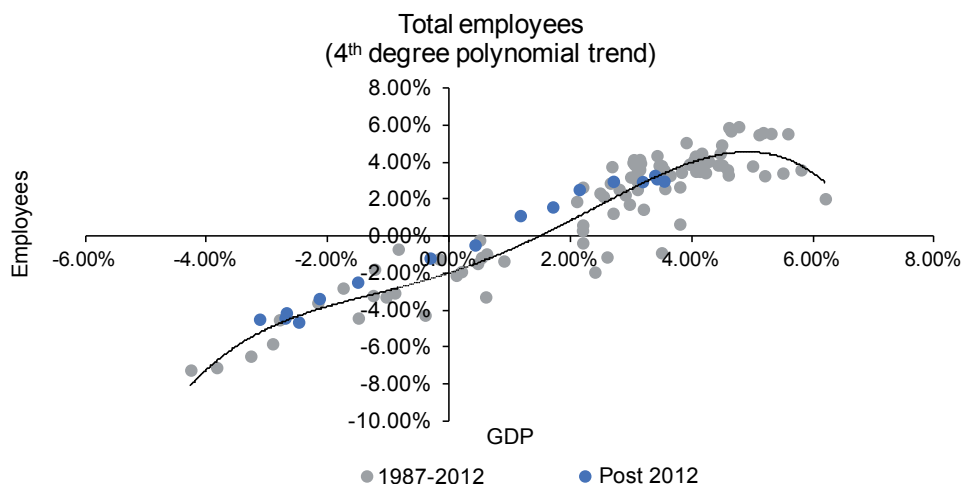 Total employees
(4th degree polynomial trend)
8.00%
6.00%
4.00%
2.00%
0.00%
-6.00% -4.00% -2.00% 0.00% 2.00% 4.00% 6.00% 8.00%
-2.00%
-4.00%
-6.00%
-8.00%
-10.00%
Employees
GDP
1987-2012 Post 2012